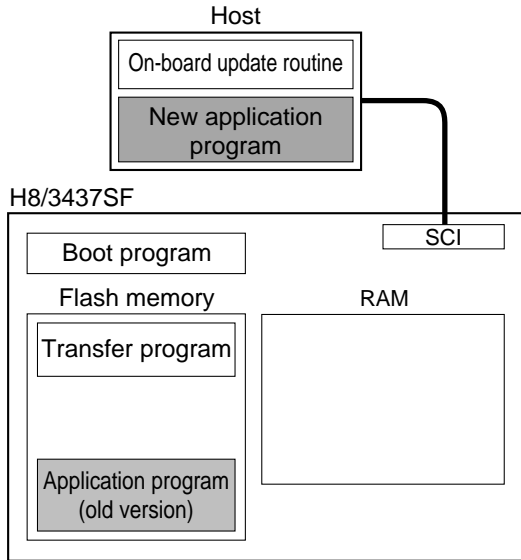 Host
On-board update routine
New application
program
H8/3437SF
SCI
Boot program
Flash memory
RAM
Transfer program
Application program
(old version)